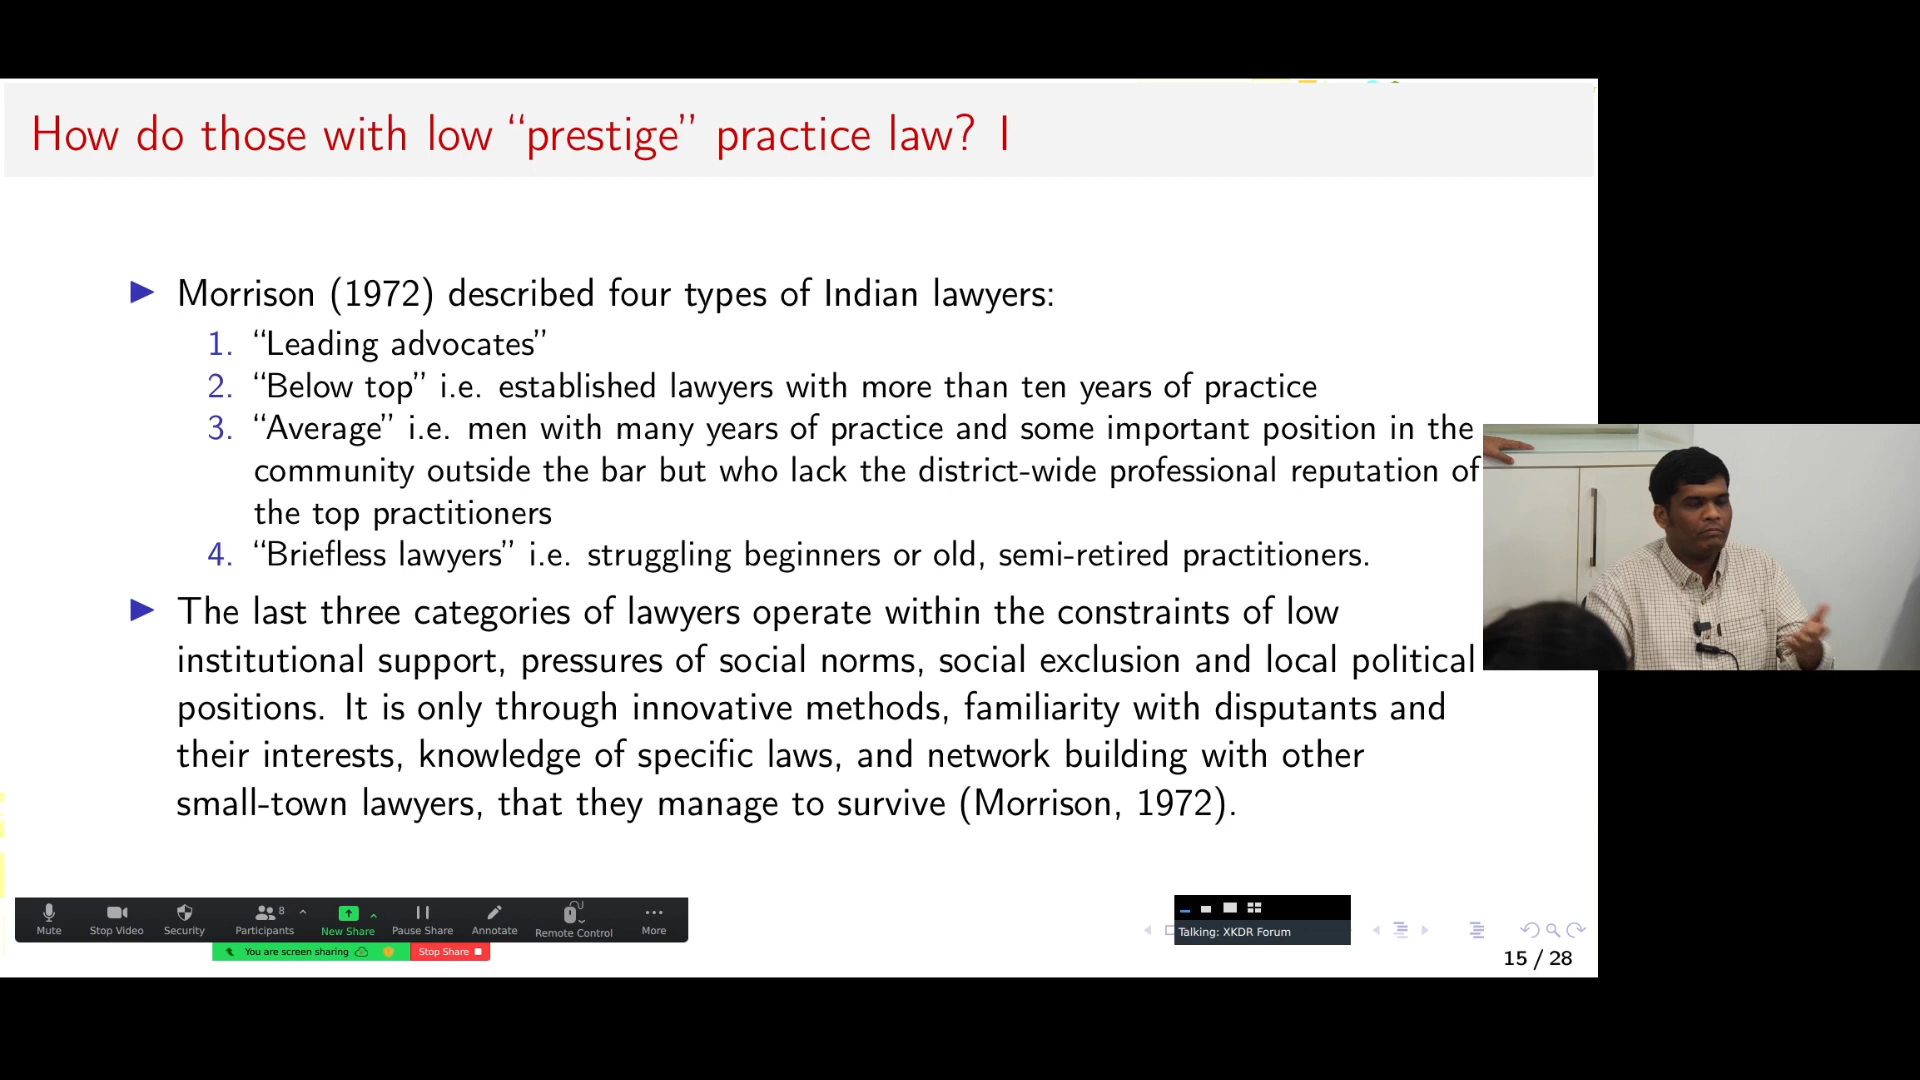 How do those with low “prestige” practice law? I
Morrison (1972) described four types of Indian lawyers:
1. “Leading advocates”
2. “Below top” i.e. established lawyers with more than ten years of practice
3. “Average” i.e. men with many years of practice and some important position in the
community outside the bar but who lack the district-wide professional reputation of
the top practitioners
4. “Briefless lawyers” i.e. struggling beginners or old, semi-retired practitioners.
The last three categories of lawyers operate within the constraints of low
institutional support, pressures of social norms, social exclusion and local political
positions. It is only through innovative methods, familiarity with disputants and
their interests, knowledge of specific laws, and network building with other
small-town lawyers, that they manage to survive (Morrison, 1972).
8
Mute Stop Video Security Participants New Share Pause Share Annotate Remote Control More
You are screen sharing Stop Share
Talking: XKDR Forum
15 / 28